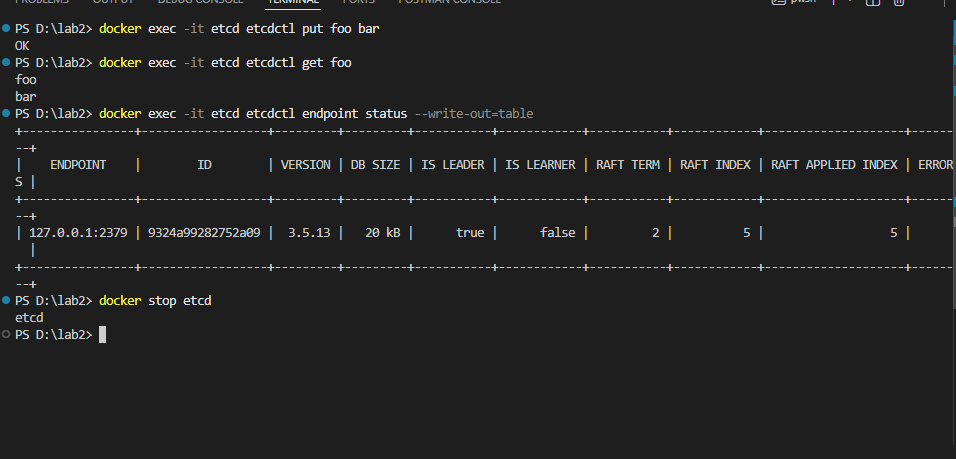 PROBLEMS OUTPUT DEBUG CONSOLE TERMINAL PORTS POSTMAN CONSOLE pwsh
PS D:\lab2> docker exec -it etcd etcdctl put foo bar
OK
PS D:\lab2> docker exec -it etcd etcdctl get foo
foo
bar
PS D:\lab2> docker exec -it etcd etcdctl endpoint status --write-out=table
+----------------+------------------+---------+---------+-----------+------------+-----------+------------+--------------------+------
--+
|    ENDPOINT    |        ID        | VERSION | DB SIZE | IS LEADER | IS LEARNER | RAFT TERM | RAFT INDEX | RAFT APPLIED INDEX | ERROR
S |
+----------------+------------------+---------+---------+-----------+------------+-----------+------------+--------------------+------
--+
| 127.0.0.1:2379 | 9324a99282752a09 |  3.5.13 |   20 kB |      true |      false |         2 |          5 |                  5 |
  |
+----------------+------------------+---------+---------+-----------+------------+-----------+------------+--------------------+------
--+
PS D:\lab2> docker stop etcd
etcd
PS D:\lab2>